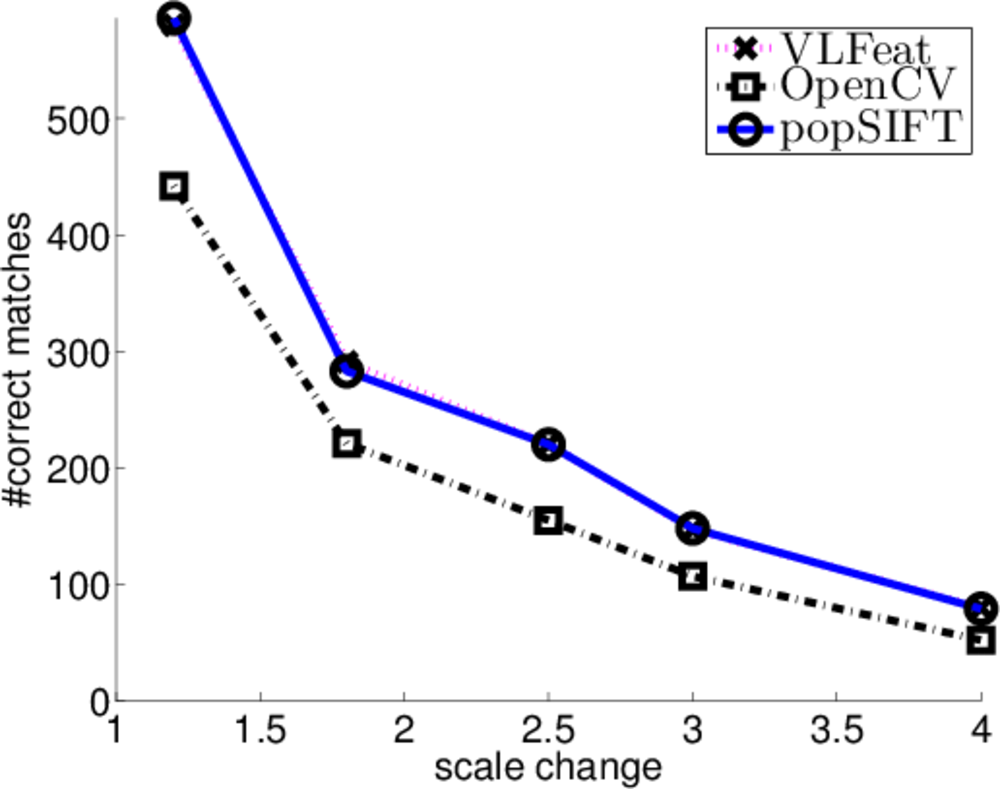 VLFeat
OpenCV
popSIFT
500
400
300
200
100
0
1 1.5 2 2.5 3 3.5 4
scale change
#correct matches